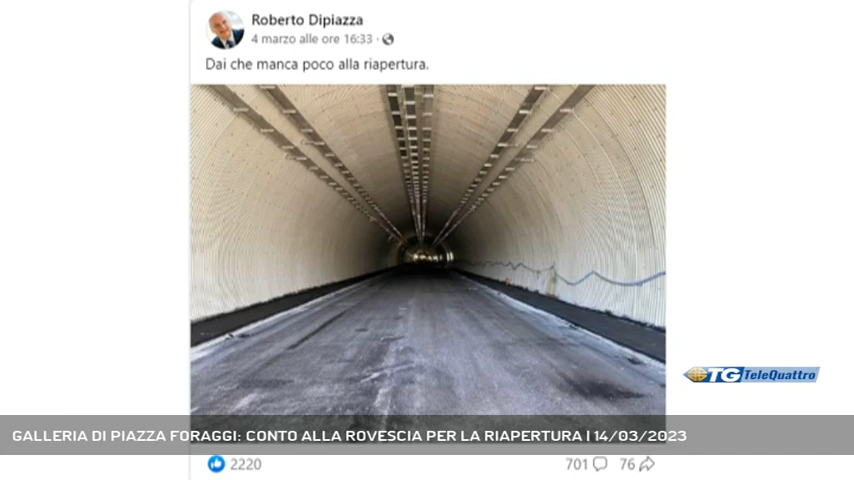 Roberto Dipiazza
4 marzo alle ore 16:33 ·
Dai che manca poco alla riapertura.
TG TeleQuattro
GALLERIA DI PIAZZA FORAGGI: CONTO ALLA ROVESCIA PER LA RIAPERTURA | 14/03/2023
2220 701 76